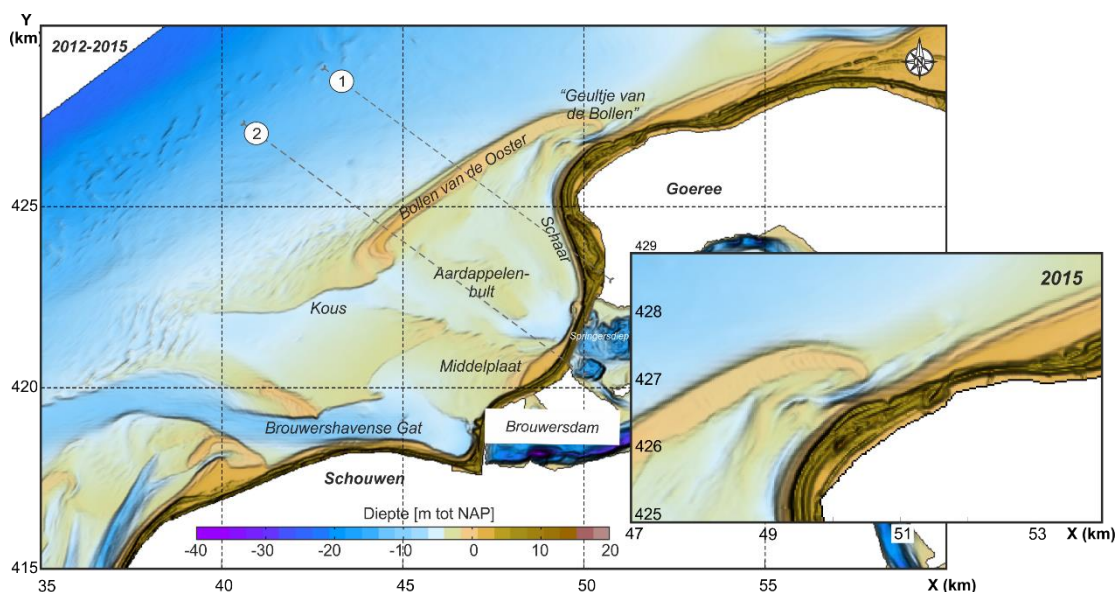 Y
(km)
2012-2015
N
1
2
"Geultje van
de Bollen"
Bollen van de Ooster
Goeree
425
Schaar
Aardappelen-
bult
Kous
Springersdiep
Middelplaat
420
Brouwershavense Gat
Brouwersdam
Schouwen
Diepte [m tot NAP]
-40 -30 -20 -10 0 10 20
415
35 40 45 50 55 X (km)
2015
429
428
427
426
425
47 49 51 53 X (km)